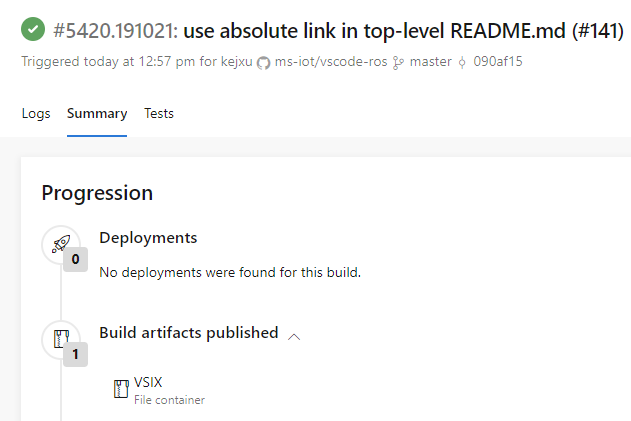 #5420.191021: use absolute link in top-level README.md (#141)
Triggered today at 12:57 pm for kejxu ms-iot/vscode-ros master 090af15
Logs Summary Tests
Progression
Deployments
0
No deployments were found for this build.
Build artifacts published
1
VSIX
File container